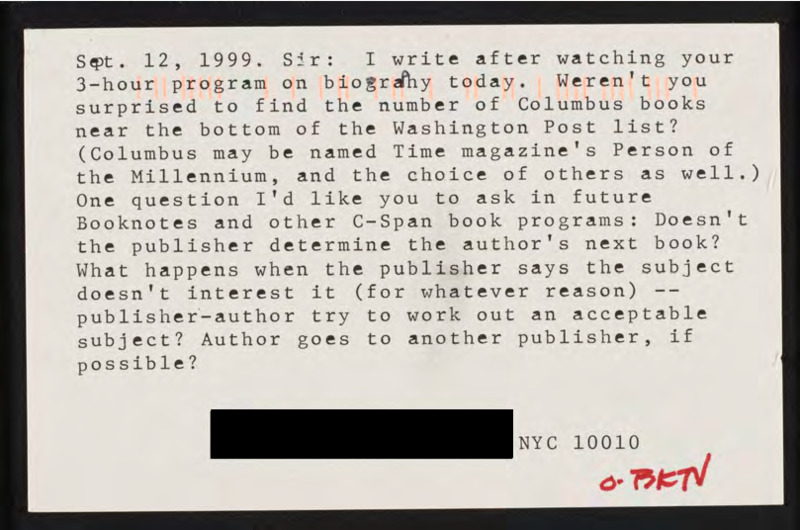 Sept. 12, 1999. Sir: I write after watching your
3-hour program on biography today. Weren't you
surprised to find the number of Columbus books
near the bottom of the Washington Post list?
(Columbus may be named Time magazine's Person of
the Millennium, and the choice of others as well.)
One question I'd like you to ask in future
Booknotes and other C-Span book programs: Doesn't
the publisher determine the author's next book?
What happens when the publisher says the subject
doesn't interest it (for whatever reason) --
publisher-author try to work out an acceptable
subject? Author goes to another publisher, if
possible?
NYC 10010
O-BKTV